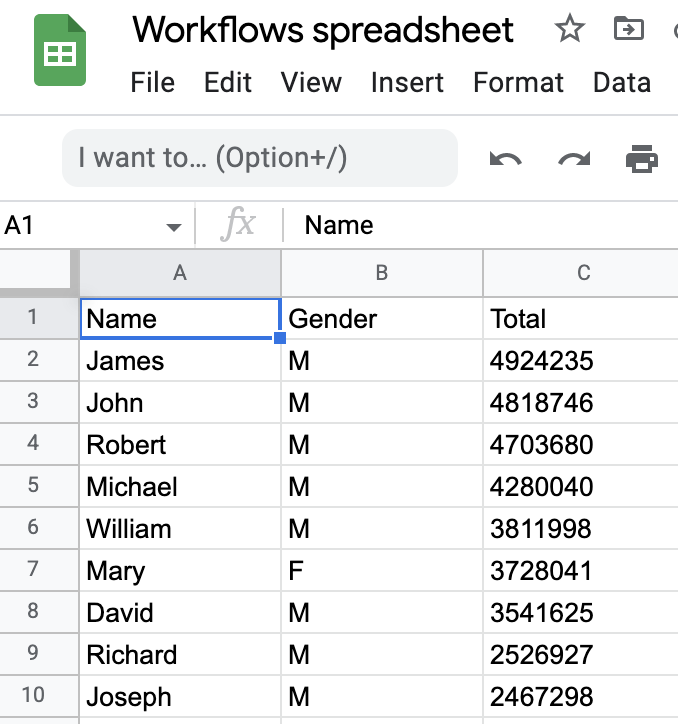 Workflows spreadsheet
File Edit View Insert Format Data
I want to... (Option+/)
A1 fx Name
A B C
1 Name Gender Total
2 James M 4924235
3 John M 4818746
4 Robert M 4703680
5 Michael M 4280040
6 William M 3811998
7 Mary F 3728041
8 David M 3541625
9 Richard M 2526927
10 Joseph M 2467298